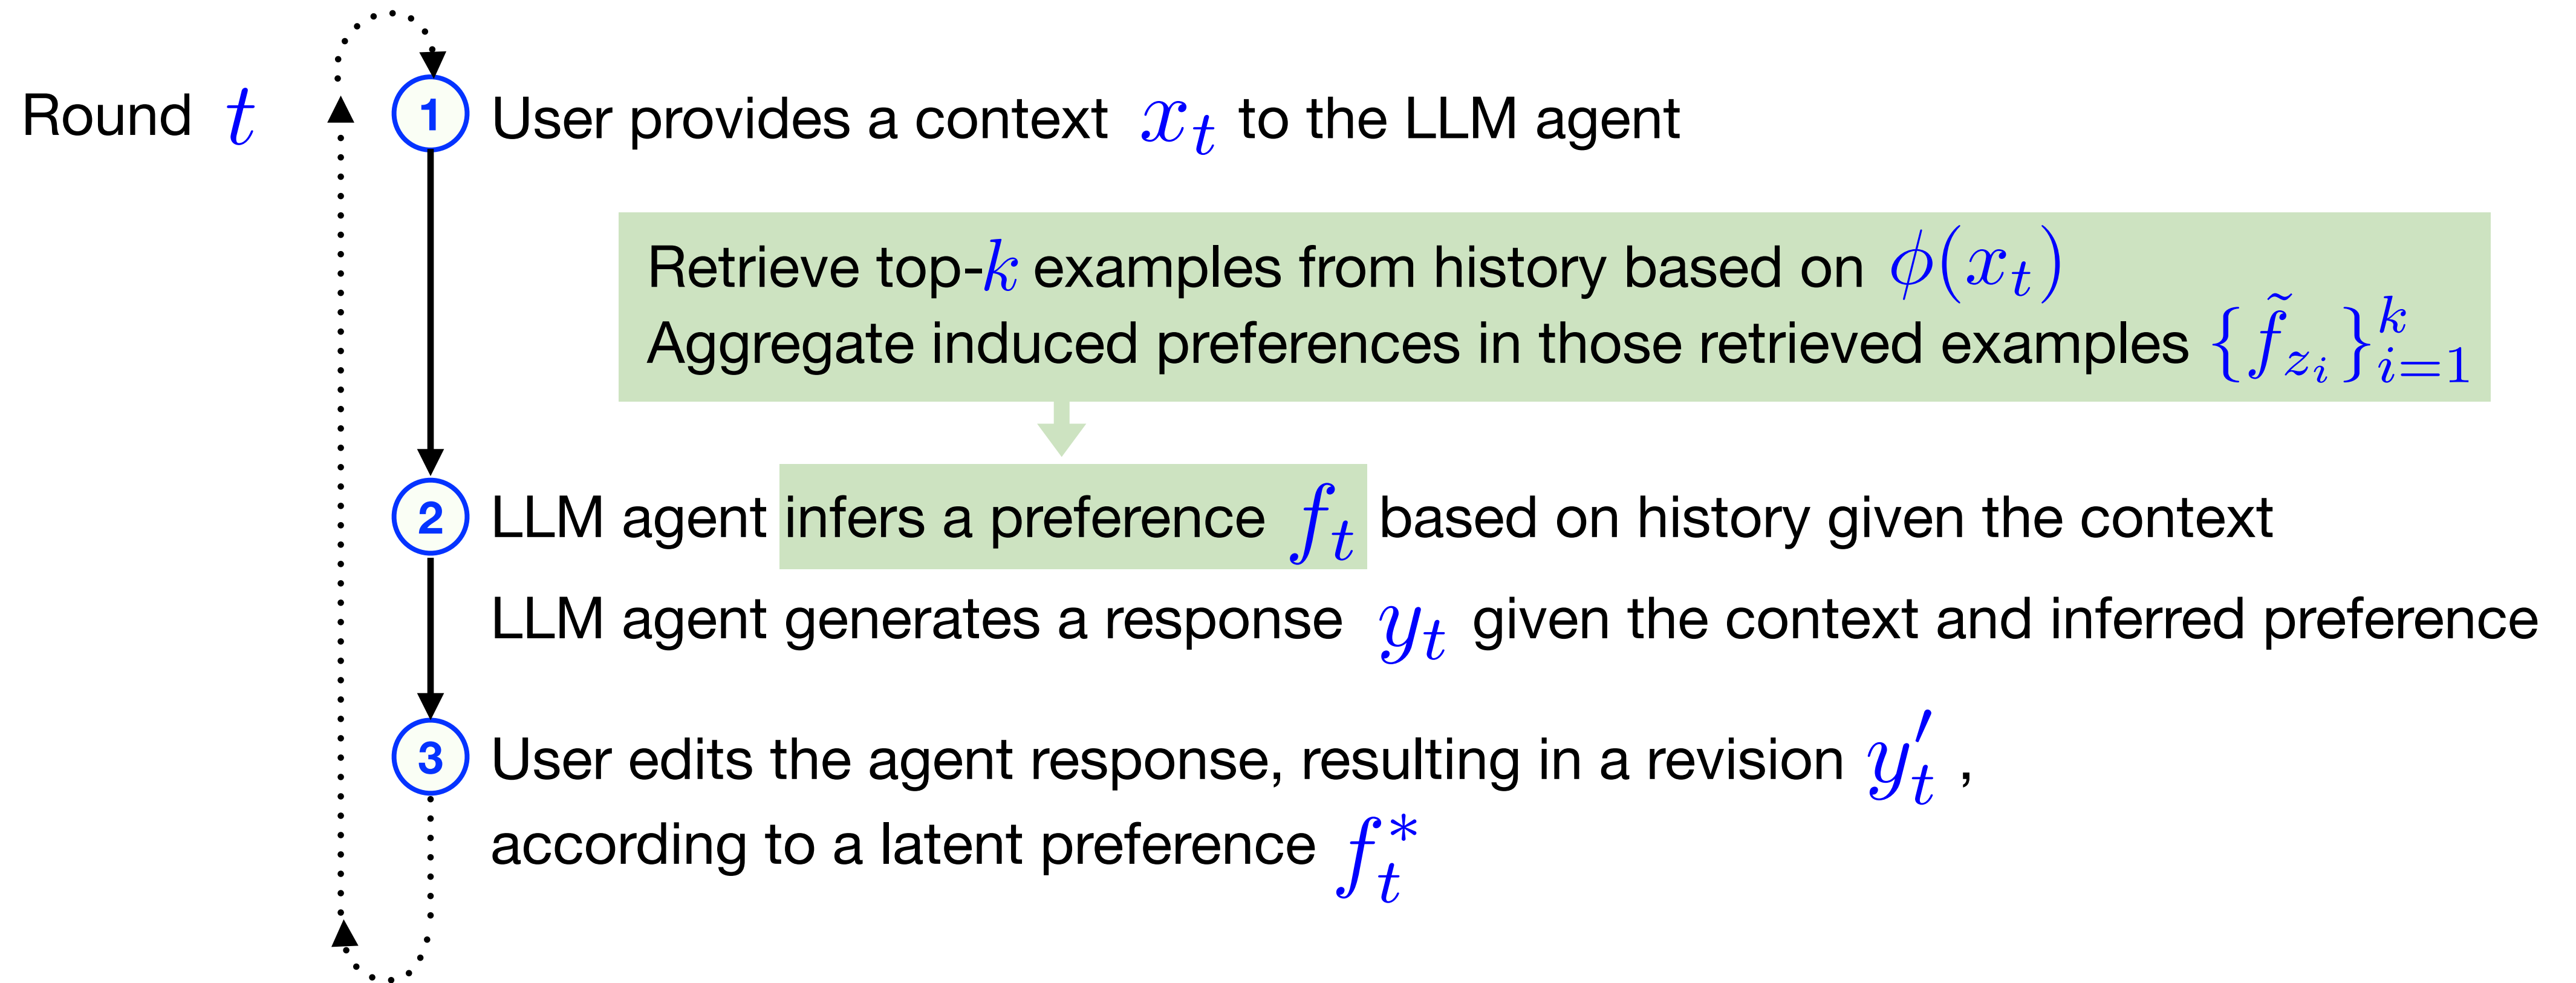 Round t
1 User provides a context x_t to the LLM agent
Retrieve top-k examples from history based on ϕ(x_t)
Aggregate induced preferences in those retrieved examples {f̃_{z_i}}_{i=1}^k
2 LLM agent infers a preference f_t based on history given the context
LLM agent generates a response y_t given the context and inferred preference
3 User edits the agent response, resulting in a revision y'_t ,
according to a latent preference f_t^*